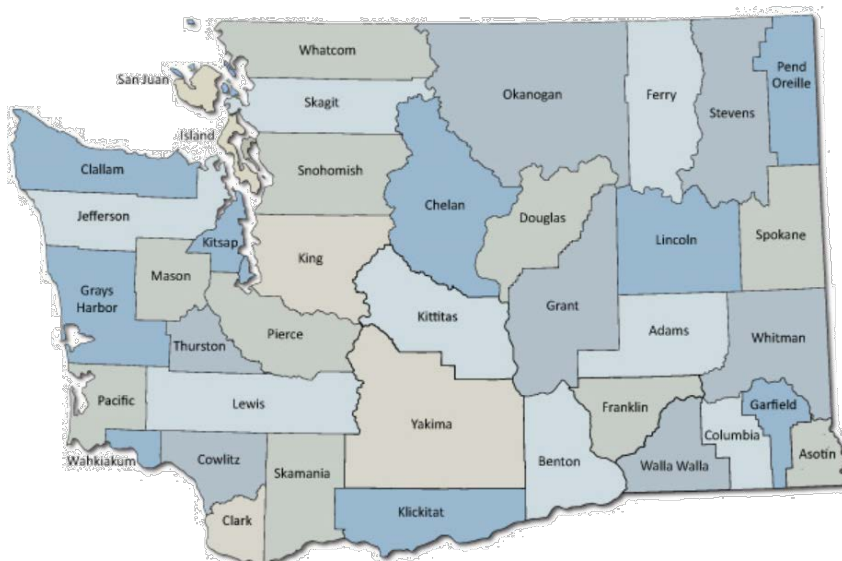 Whatcom
San Juan
Skagit
Okanogan
Ferry
Stevens
Pend
Oreille
Island
Clallam
Snohomish
Chelan
Jefferson
Kitsap
Douglas
Lincoln
Spokane
King
Mason
Grays
Harbor
Kittitas
Grant
Adams
Whitman
Thurston
Pierce
Pacific
Lewis
Yakima
Franklin
Garfield
Columbia
Asotin
Wahkiakum
Cowlitz
Skamania
Benton
Walla Walla
Clark
Klickitat